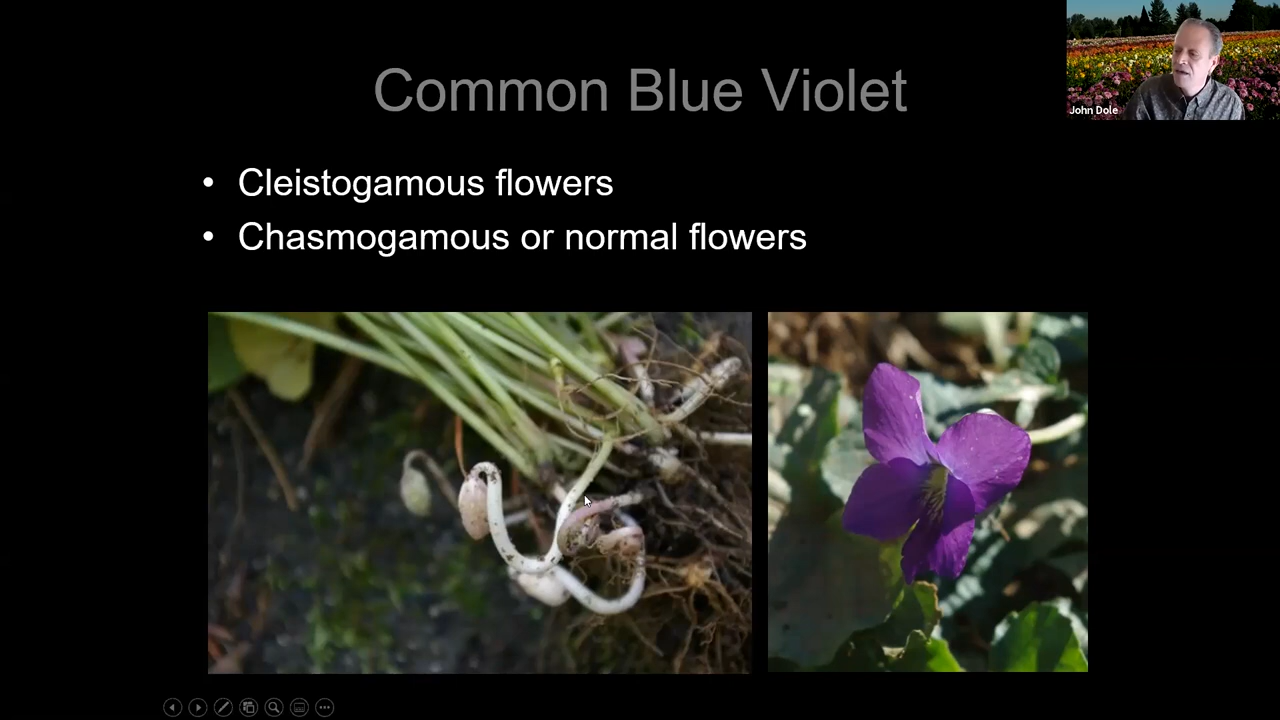 Common Blue Violet
John Dole
• Cleistogamous flowers
• Chasmogamous or normal flowers